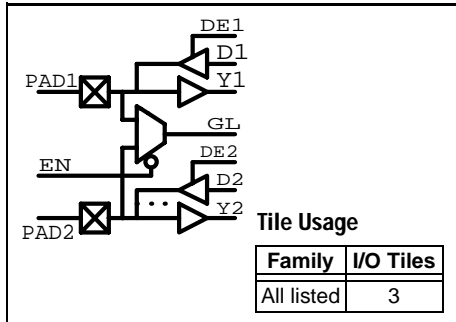 DE1
D1
PAD1
Y1
GL
DE2
EN
D2
Y2
PAD2
Tile Usage
Family I/O Tiles
All listed 3